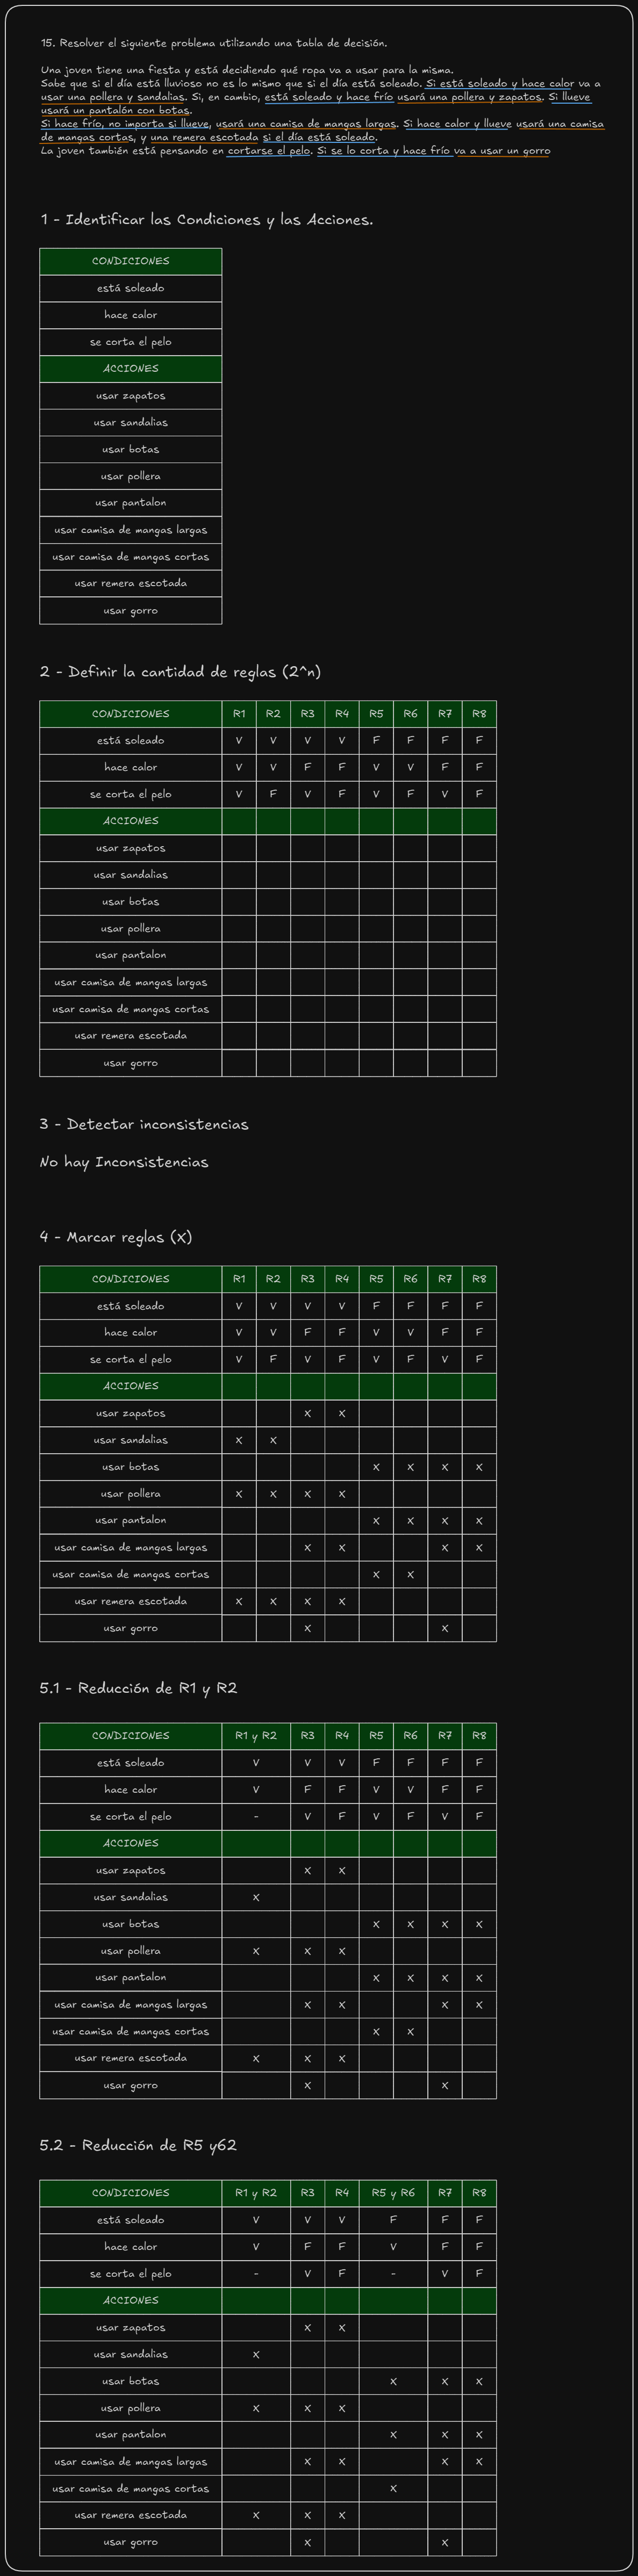 15. Resolver el siguiente problema utilizando una tabla de decisión.
Una joven tiene una fiesta y está decidiendo qué ropa va a usar para la misma.
Sabe que si el día está lluvioso no es lo mismo que si el día está soleado. Si está soleado y hace calor va a
usar una pollera y sandalias. Si, en cambio, está soleado y hace frío usará una pollera y zapatos. Si llueve
usará un pantalón con botas.
Si hace frío, no importa si llueve, usará una camisa de mangas largas. Si hace calor y llueve usará una camisa
de mangas cortas, y una remera escotada si el día está soleado.
La joven también está pensando en cortarse el pelo. Si se lo corta y hace frío va a usar un gorro
1 - Identificar las Condiciones y las Acciones.
CONDICIONES
está soleado
hace calor
se corta el pelo
ACCIONES
usar zapatos
usar sandalias
usar botas
usar pollera
usar pantalon
usar camisa de mangas largas
usar camisa de mangas cortas
usar remera escotada
usar gorro
2 - Definir la cantidad de reglas (2^n)
CONDICIONES R1 R2 R3 R4 R5 R6 R7 R8
está soleado V V V V F F F F
hace calor V V F F V V F F
se corta el pelo V F V F V F V F
ACCIONES
usar zapatos
usar sandalias
usar botas
usar pollera
usar pantalon
usar camisa de mangas largas
usar camisa de mangas cortas
usar remera escotada
usar gorro
3 - Detectar inconsistencias
No hay Inconsistencias
4 - Marcar reglas (X)
CONDICIONES R1 R2 R3 R4 R5 R6 R7 R8
está soleado V V V V F F F F
hace calor V V F F V V F F
se corta el pelo V F V F V F V F
ACCIONES
usar zapatos X X
usar sandalias X X
usar botas X X X X
usar pollera X X X X
usar pantalon X X X X
usar camisa de mangas largas X X X X
usar camisa de mangas cortas X X
usar remera escotada X X X X
usar gorro X X
5.1 - Reducción de R1 y R2
CONDICIONES R1 y R2 R3 R4 R5 R6 R7 R8
está soleado V V V F F F F
hace calor V F F V V F F
se corta el pelo - V F V F V F
ACCIONES
usar zapatos X X
usar sandalias X
usar botas X X X X
usar pollera X X X
usar pantalon X X X X
usar camisa de mangas largas X X X X
usar camisa de mangas cortas X X
usar remera escotada X X X
usar gorro X X
5.2 - Reducción de R5 y62
CONDICIONES R1 y R2 R3 R4 R5 y R6 R7 R8
está soleado V V V F F F
hace calor V F F V F F
se corta el pelo - V F - V F
ACCIONES
usar zapatos X X
usar sandalias X
usar botas X X X
usar pollera X X X
usar pantalon X X X
usar camisa de mangas largas X X X X
usar camisa de mangas cortas X
usar remera escotada X X X
usar gorro X X